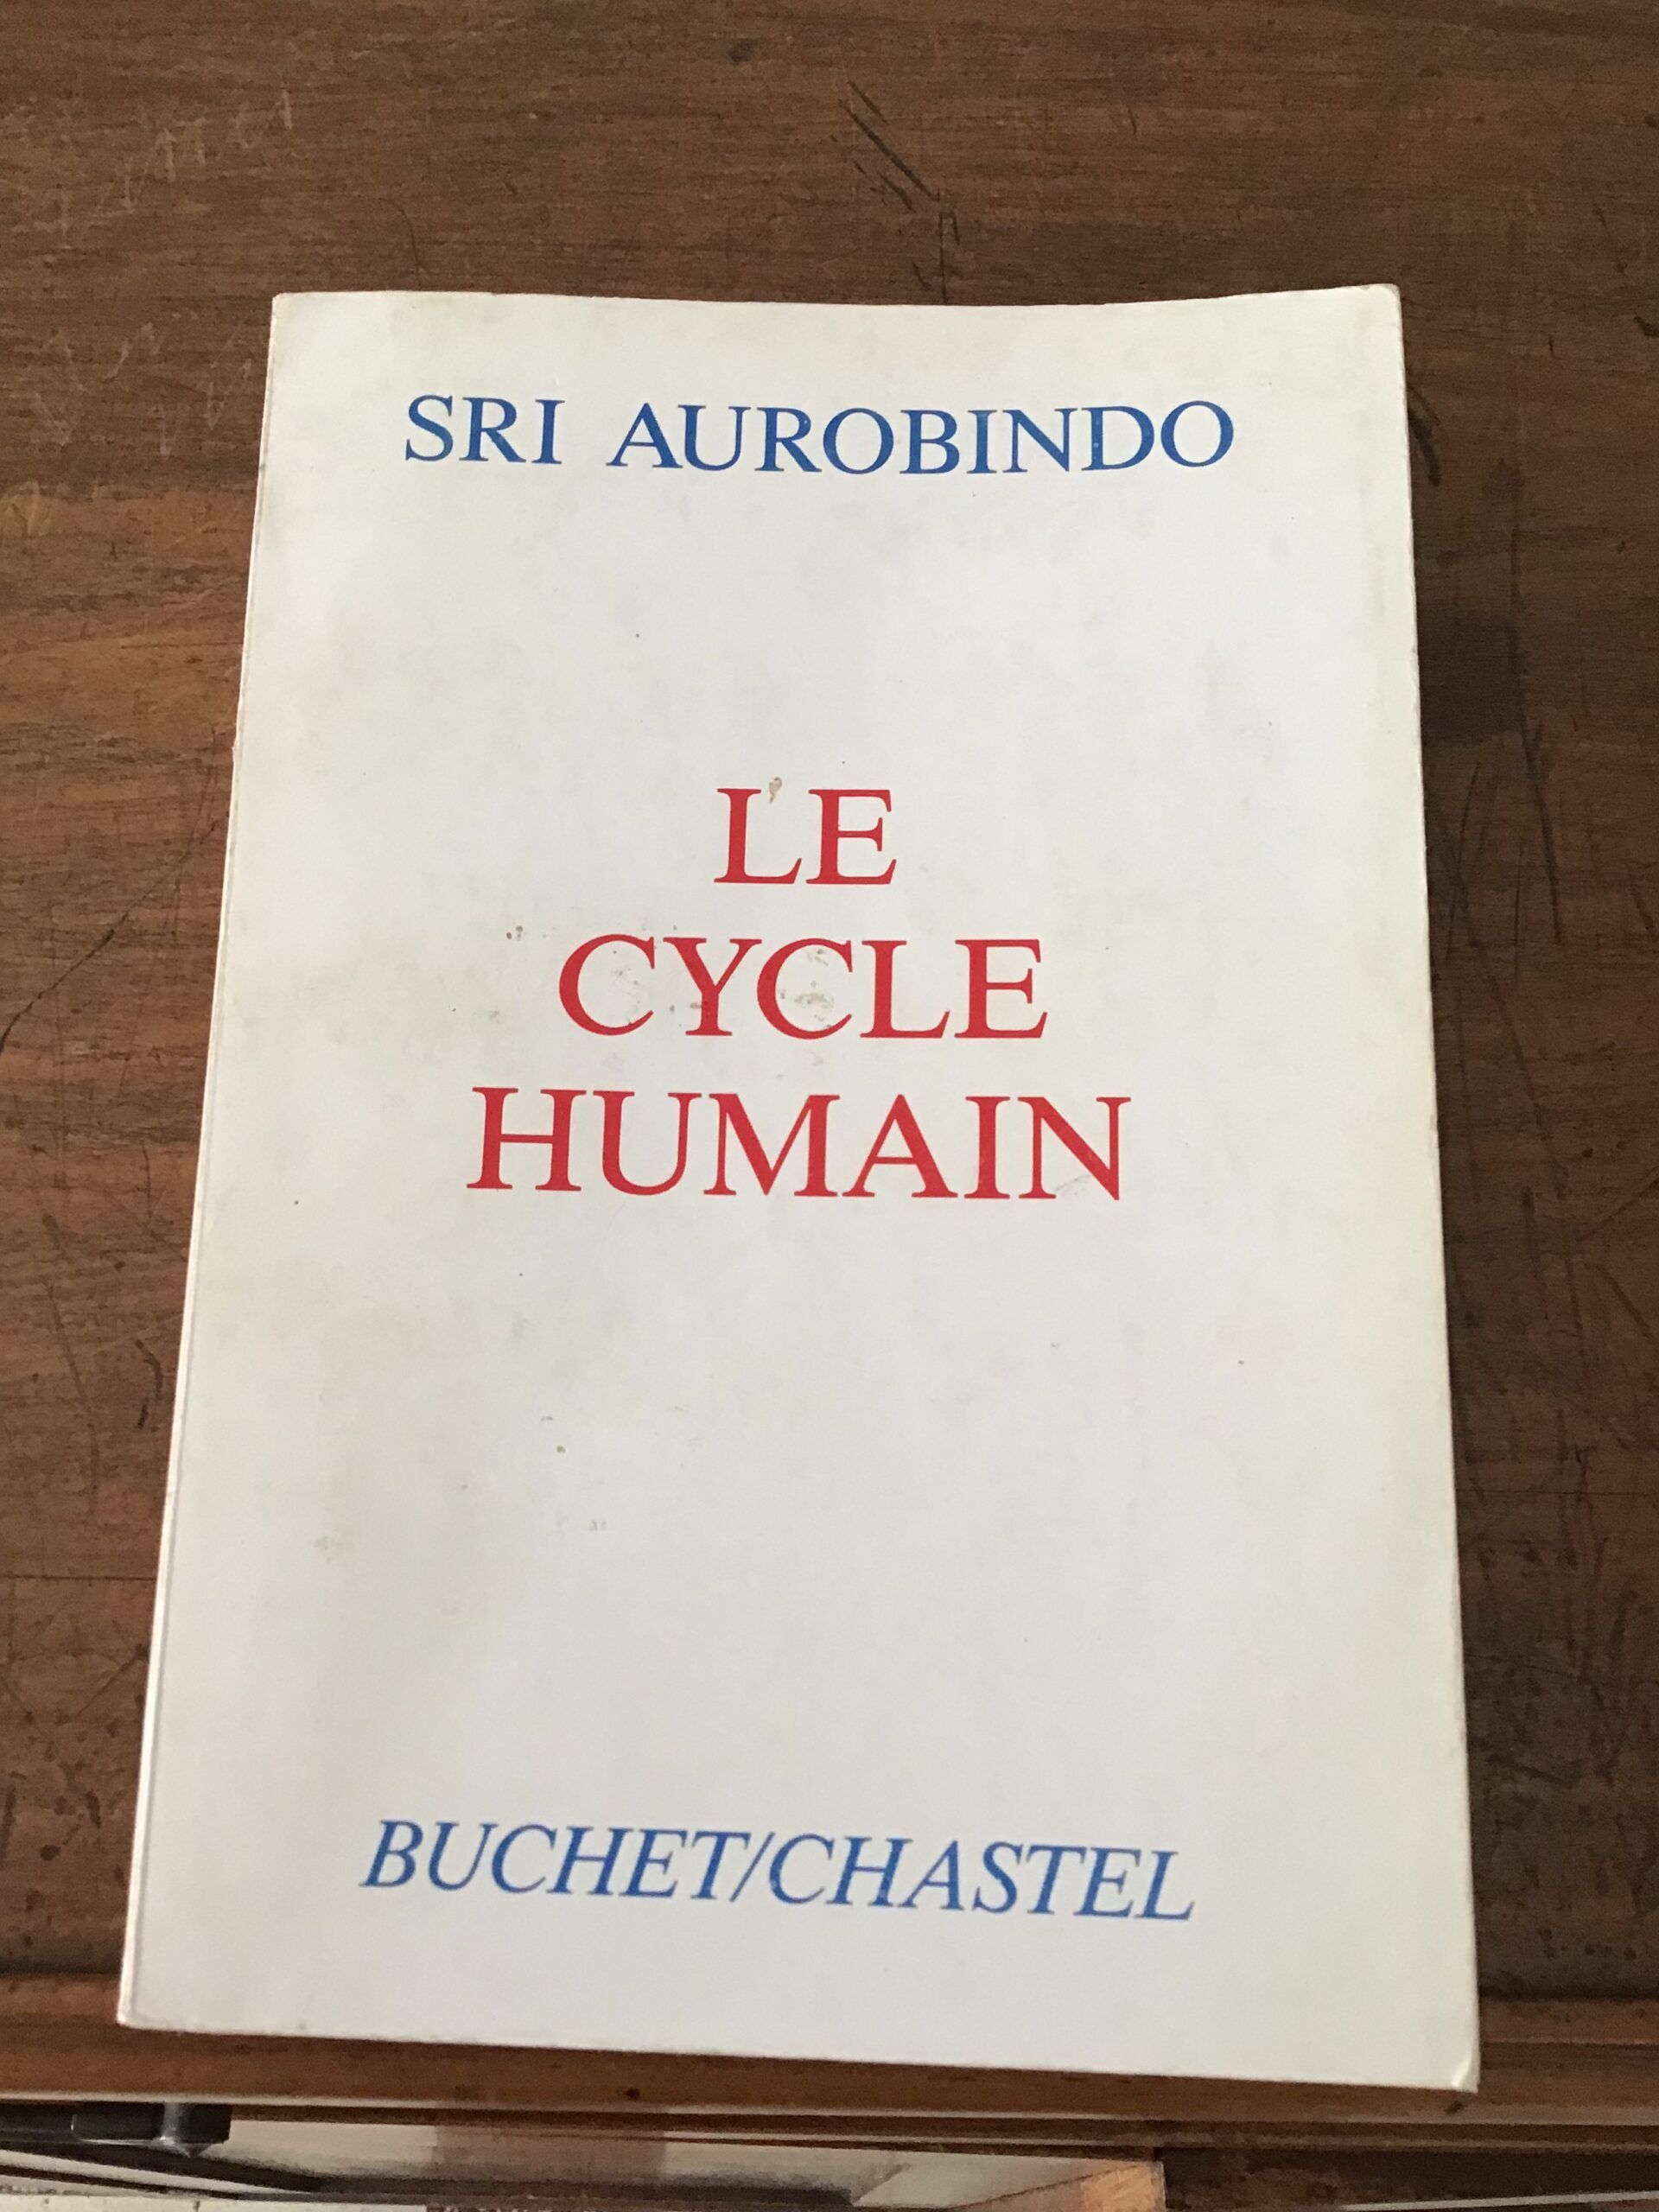 SRI AUROBINDO
LE
CYCLE
HUMAIN
BUCHET/CHASTEL